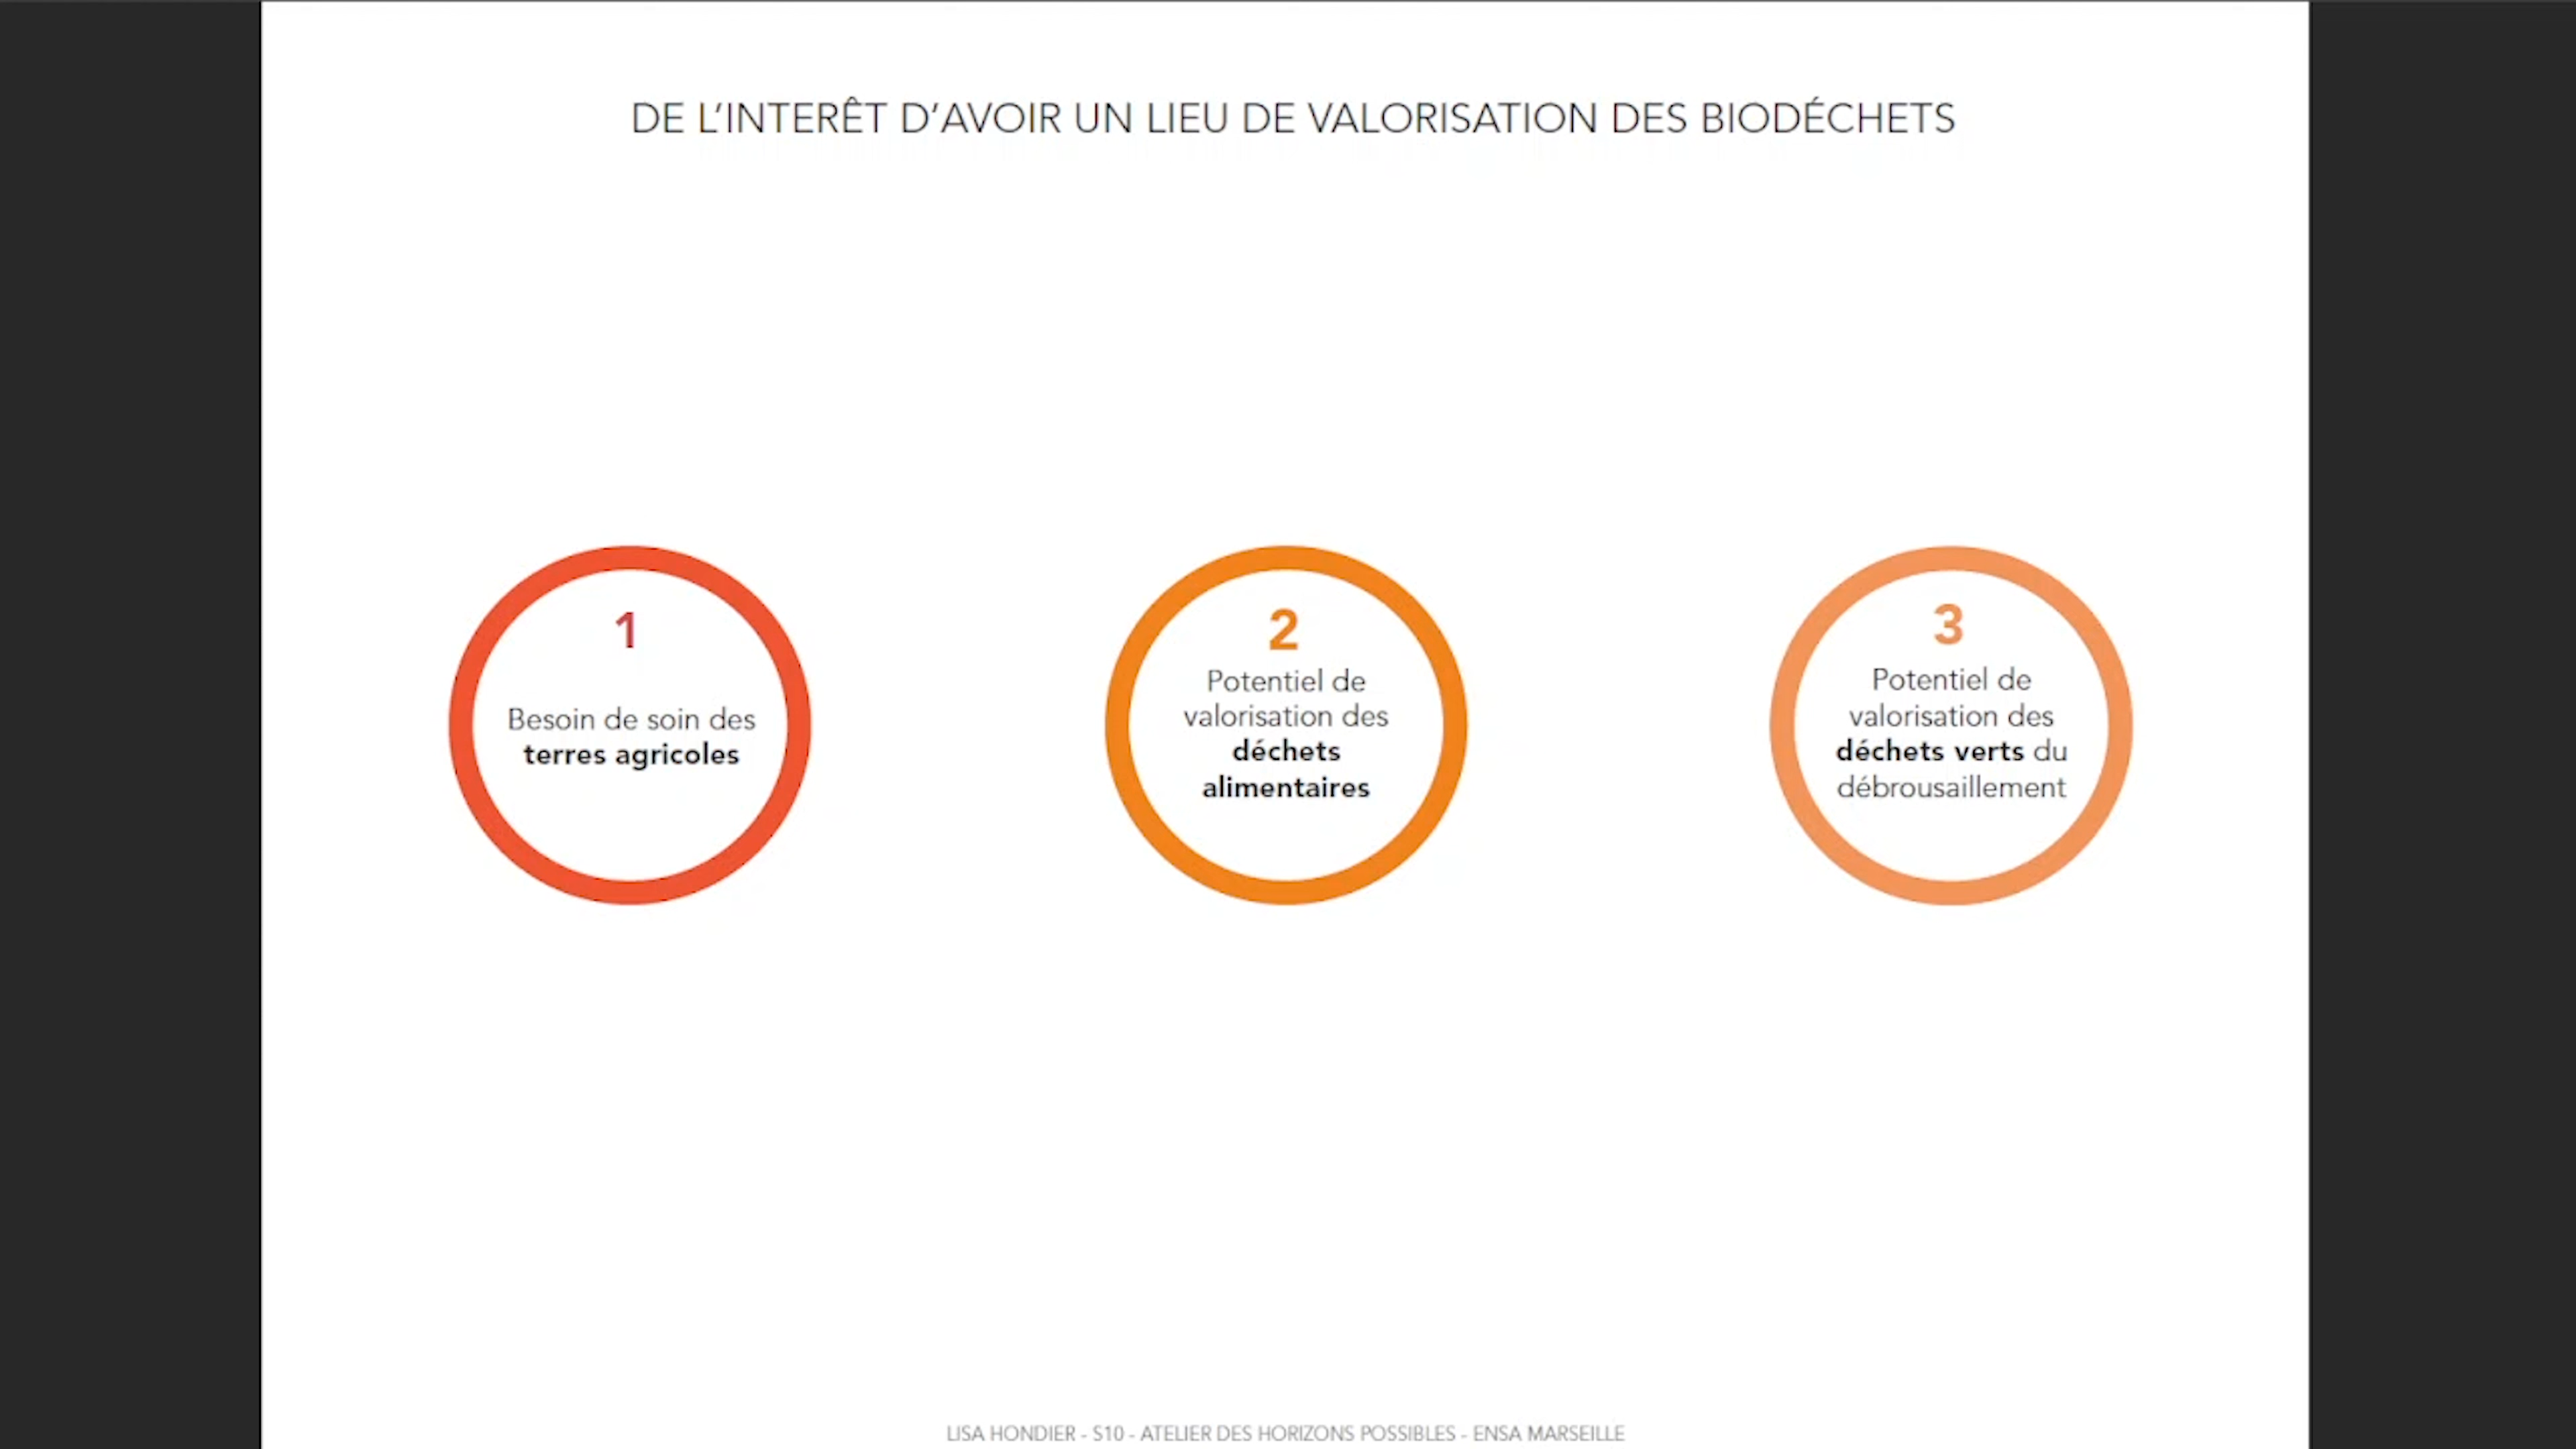 DE L'INTERÊT D'AVOIR UN LIEU DE VALORISATION DES BIODÉCHETS
1
Besoin de soin des
terres agricoles
2
Potentiel de
valorisation des
déchets
alimentaires
3
Potentiel de
valorisation des
déchets verts du
débrousaillement
LISA HONDIER - S10 - ATELIER DES HORIZONS POSSIBLES - ENSA MARSEILLE